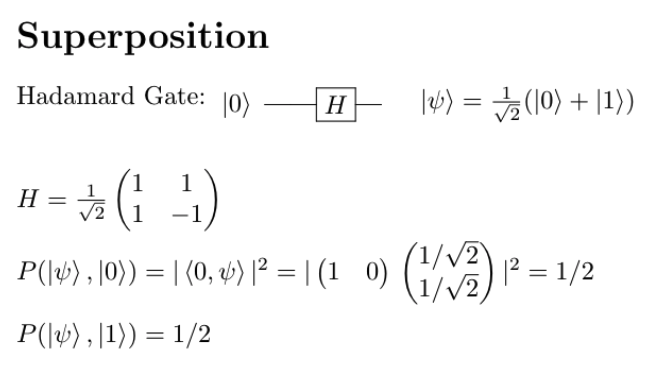 Superposition
Hadamard Gate: |0⟩ H |ψ⟩ = 1/√2 (|0⟩ + |1⟩)
H = 1/√2 (1 1
1 −1)
P(|ψ⟩ , |0⟩) = | ⟨0, ψ⟩ |² = | (1 0) (1/√2
1/√2) |² = 1/2
P(|ψ⟩ , |1⟩) = 1/2